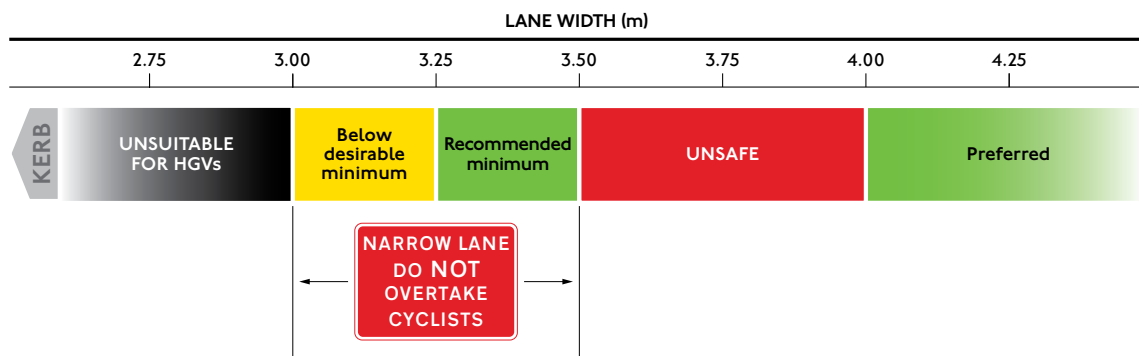 LANE WIDTH (m)
2.75 3.00 3.25 3.50 3.75 4.00 4.25
KERB
UNSUITABLE
FOR HGVs
Below
desirable
minimum
Recommended
minimum
UNSAFE
Preferred
NARROW LANE
DO NOT
OVERTAKE
CYCLISTS